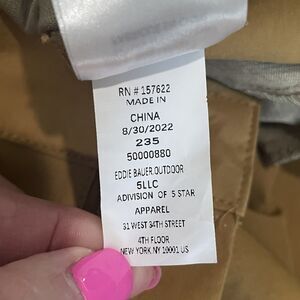 RN # 157622
MADE IN
CHINA
8/30/2022
235
50000880
EDDIE BAUER.OUTDOOR
5LLC
ADIVISION OF 5 STAR
APPAREL
31 WEST 34TH STREET
4TH FLOOR
NEW YORK NY 10001 US